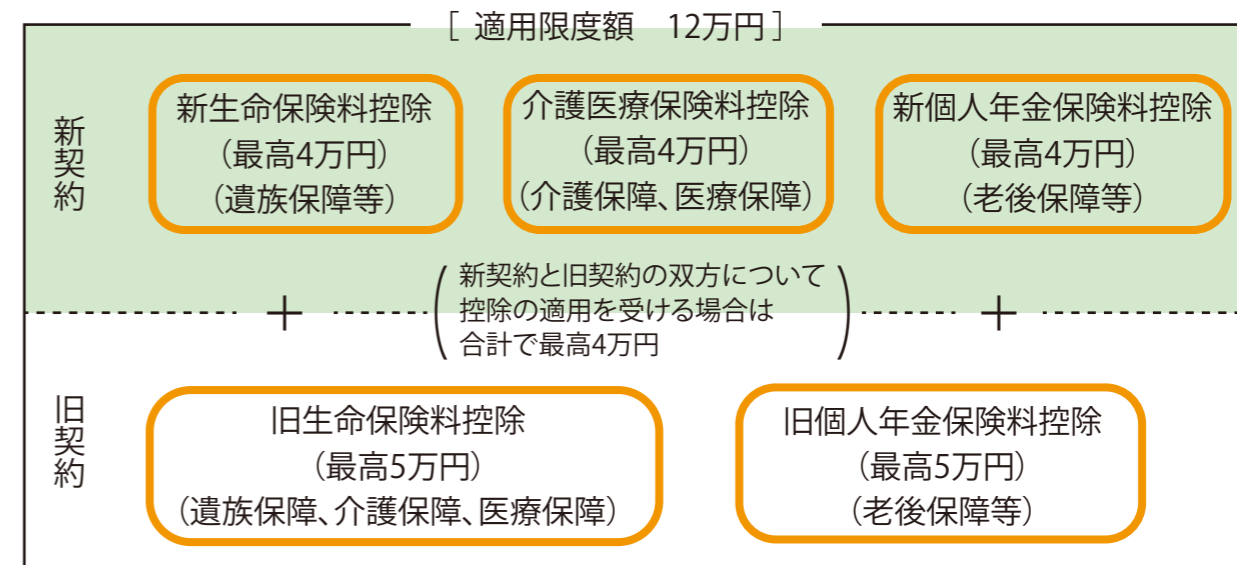 ［ 適用限度額　12万円 ］
新契約
新生命保険料控除
（最高4万円）
（遺族保障等）
介護医療保険料控除
（最高4万円）
（介護保障、医療保障）
新個人年金保険料控除
（最高4万円）
（老後保障等）
＋
（新契約と旧契約の双方について
控除の適用を受ける場合は
合計で最高4万円）
＋
旧契約
旧生命保険料控除
（最高5万円）
（遺族保障、介護保障、医療保障）
旧個人年金保険料控除
（最高5万円）
（老後保障等）